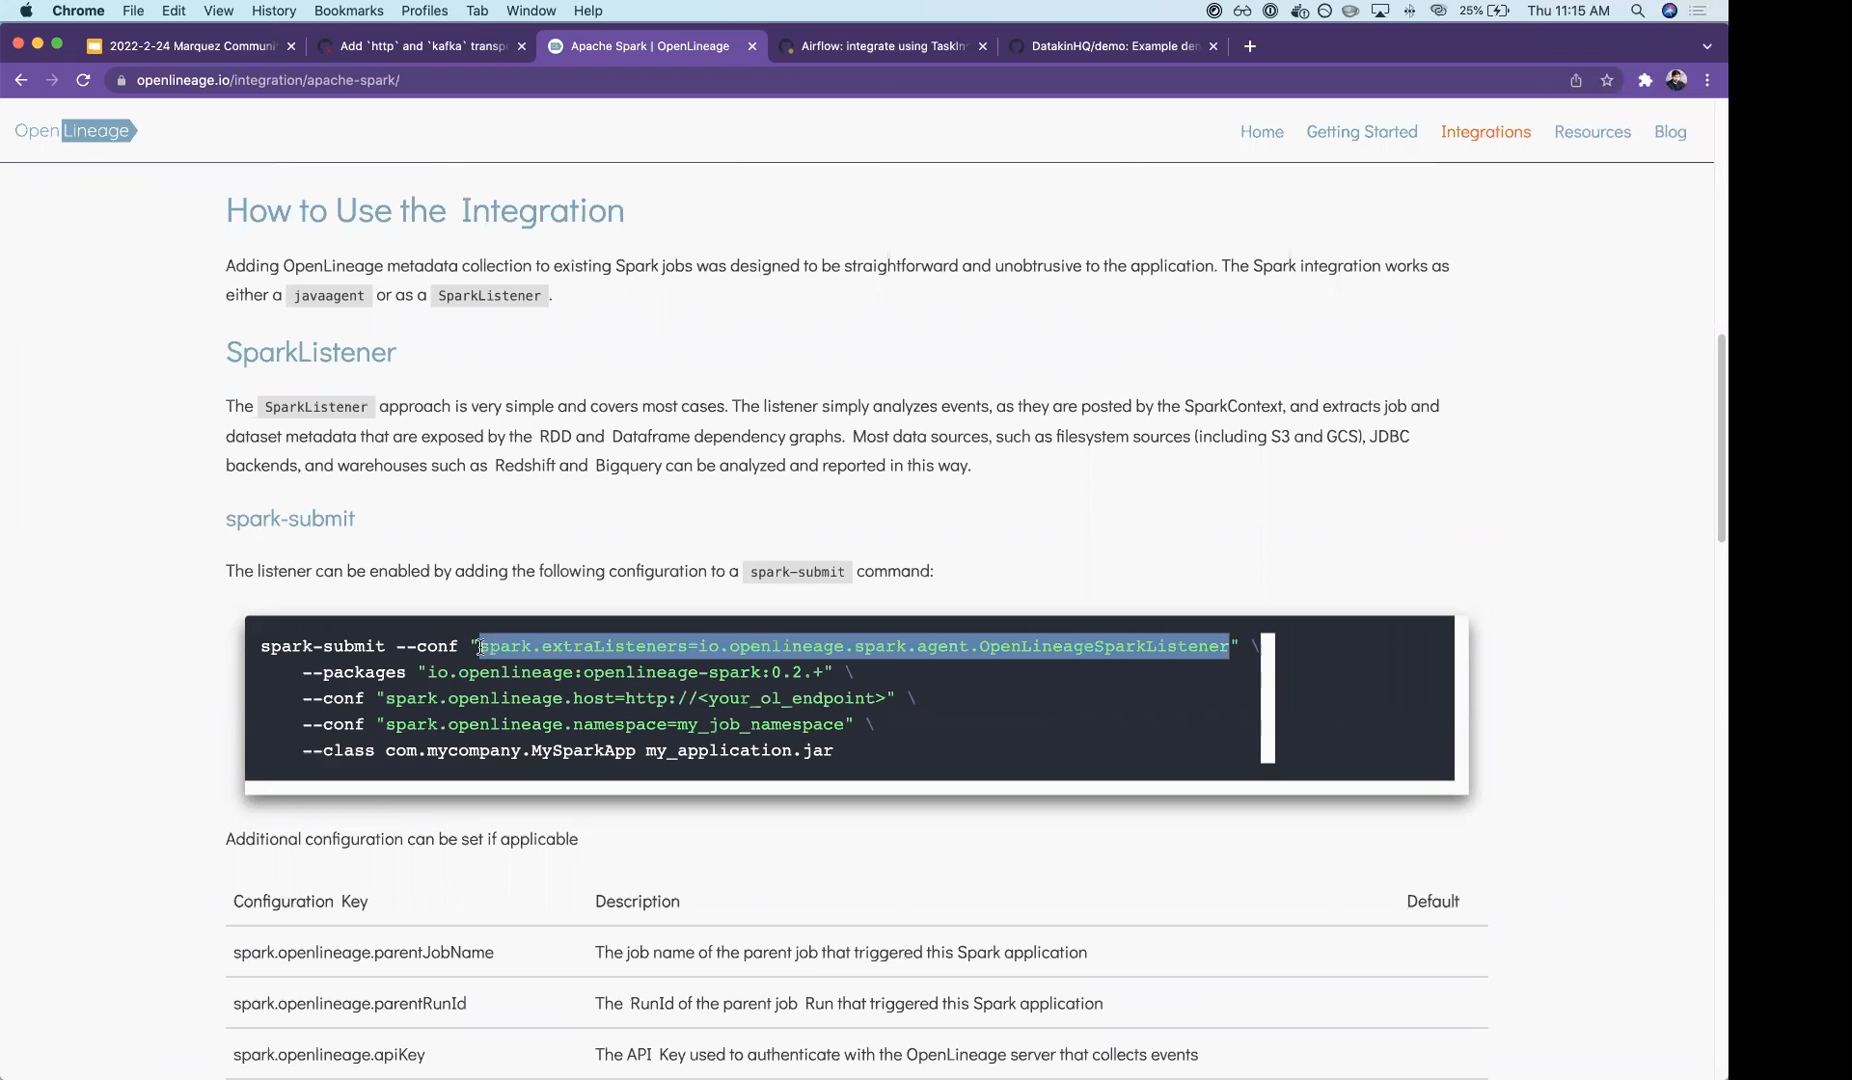 Chrome File Edit View History Bookmarks Profiles Tab Window Help 25% Thu 11:15 AM
2022-2-24 Marquez Communi Add `http` and `kafka` transpo Apache Spark | OpenLineage Airflow: integrate using TaskIn DatakinHQ/demo: Example den
openlineage.io/integration/apache-spark/
OpenLineage Home Getting Started Integrations Resources Blog
How to Use the Integration
Adding OpenLineage metadata collection to existing Spark jobs was designed to be straightforward and unobtrusive to the application. The Spark integration works as
either a javaagent or as a SparkListener .
SparkListener
The SparkListener approach is very simple and covers most cases. The listener simply analyzes events, as they are posted by the SparkContext, and extracts job and
dataset metadata that are exposed by the RDD and Dataframe dependency graphs. Most data sources, such as filesystem sources (including S3 and GCS), JDBC
backends, and warehouses such as Redshift and Bigquery can be analyzed and reported in this way.
spark-submit
The listener can be enabled by adding the following configuration to a spark-submit command:
spark-submit --conf "spark.extraListeners=io.openlineage.spark.agent.OpenLineageSparkListener" \
--packages "io.openlineage:openlineage-spark:0.2.+" \
--conf "spark.openlineage.host=http://<your_ol_endpoint>" \
--conf "spark.openlineage.namespace=my_job_namespace" \
--class com.mycompany.MySparkApp my_application.jar
Additional configuration can be set if applicable
Configuration Key Description Default
spark.openlineage.parentJobName The job name of the parent job that triggered this Spark application
spark.openlineage.parentRunId The RunId of the parent job Run that triggered this Spark application
spark.openlineage.apiKey The API Key used to authenticate with the OpenLineage server that collects events